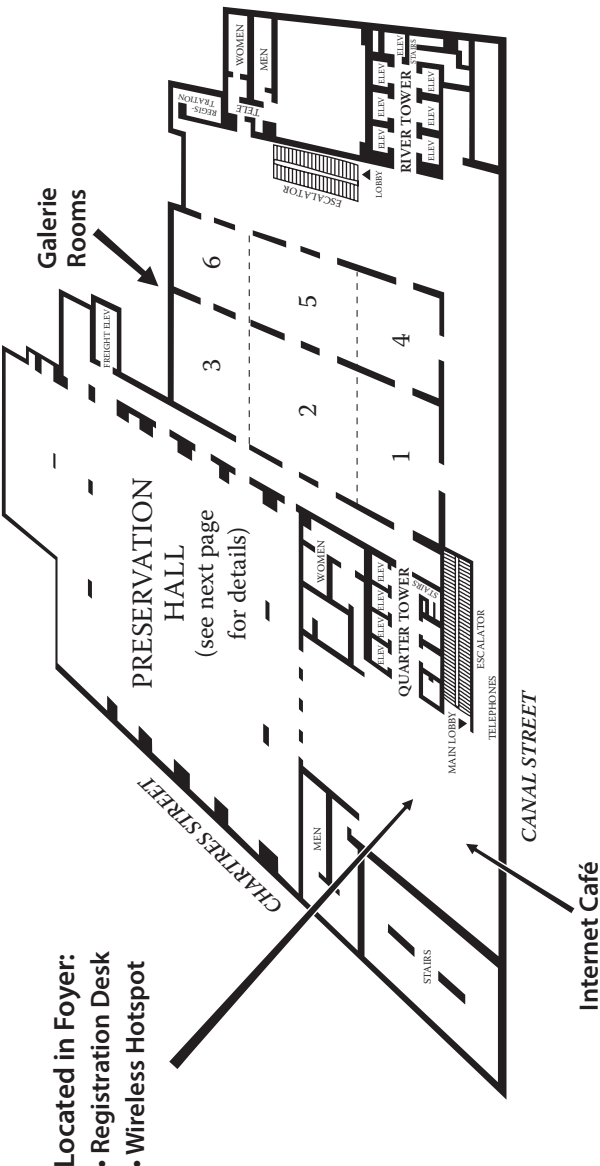 Located in Foyer:
• Registration Desk
• Wireless Hotspot
Galerie
Rooms
FREIGHT ELEV
PRESERVATION
HALL
(see next page
for details)
CHARTRES STREET
REGIS-
TRATION
WOMEN
MEN
TELE
3
6
2
5
1
4
MEN
WOMEN
ESCALATOR
LOBBY
ELEV
ELEV
ELEV
ELEV
STAIRS
RIVER TOWER
ELEV
ELEV
ELEV
ELEV
ELEV
ELEV
ELEV
QUARTER TOWER
STAIRS
STAIRS
MAIN LOBBY
ESCALATOR
TELEPHONES
CANAL STREET
Internet Café